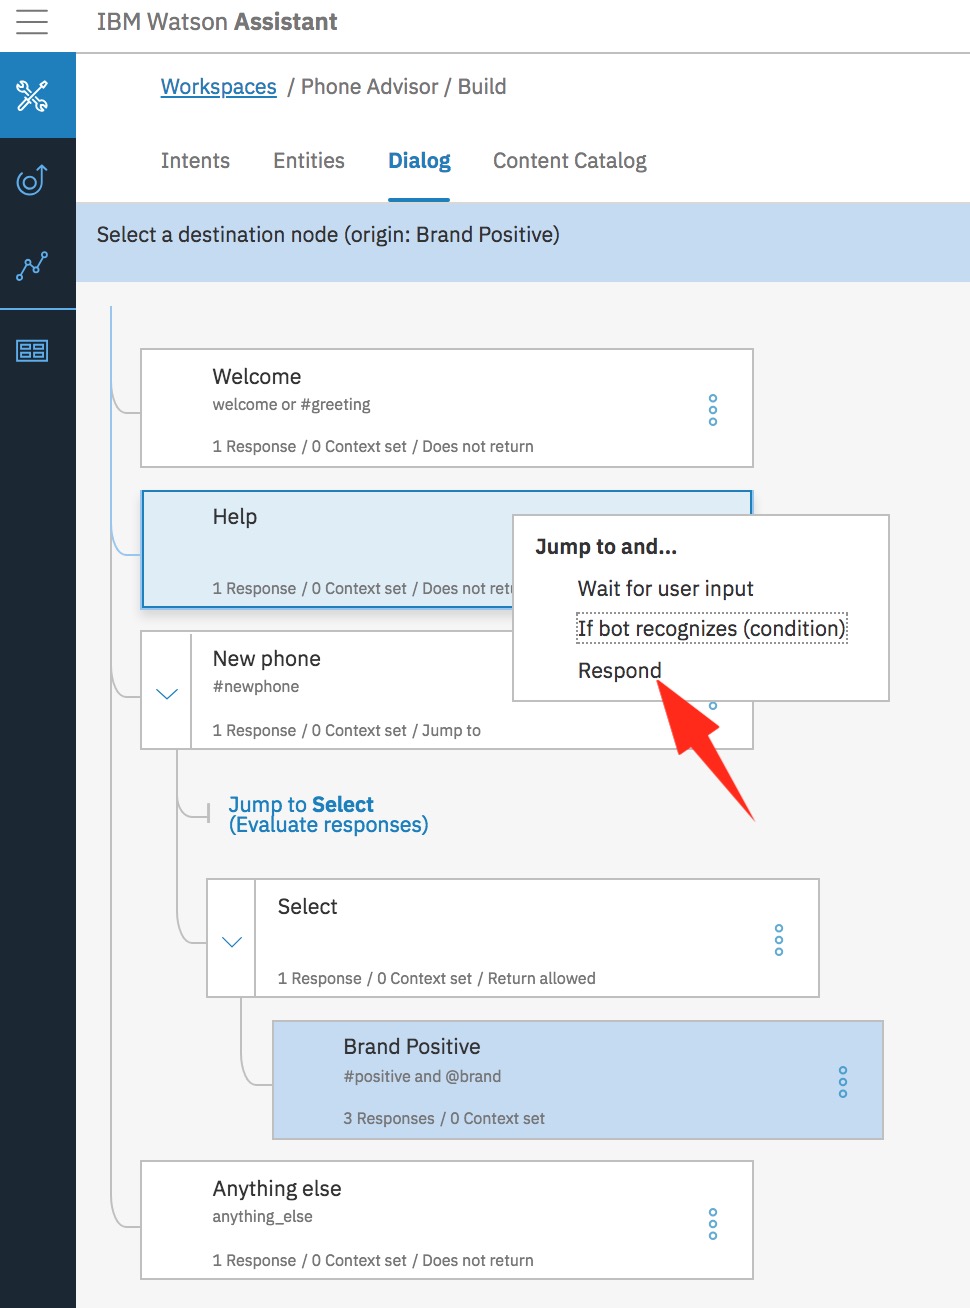 IBM Watson Assistant
Workspaces / Phone Advisor / Build
Intents Entities Dialog Content Catalog
Select a destination node (origin: Brand Positive)
Welcome
welcome or #greeting
1 Response / 0 Context set / Does not return
Help
1 Response / 0 Context set / Does not retu
Jump to and...
Wait for user input
If bot recognizes (condition)
Respond
New phone
#newphone
1 Response / 0 Context set / Jump to
Jump to Select
(Evaluate responses)
Select
1 Response / 0 Context set / Return allowed
Brand Positive
#positive and @brand
3 Responses / 0 Context set
Anything else
anything_else
1 Response / 0 Context set / Does not return